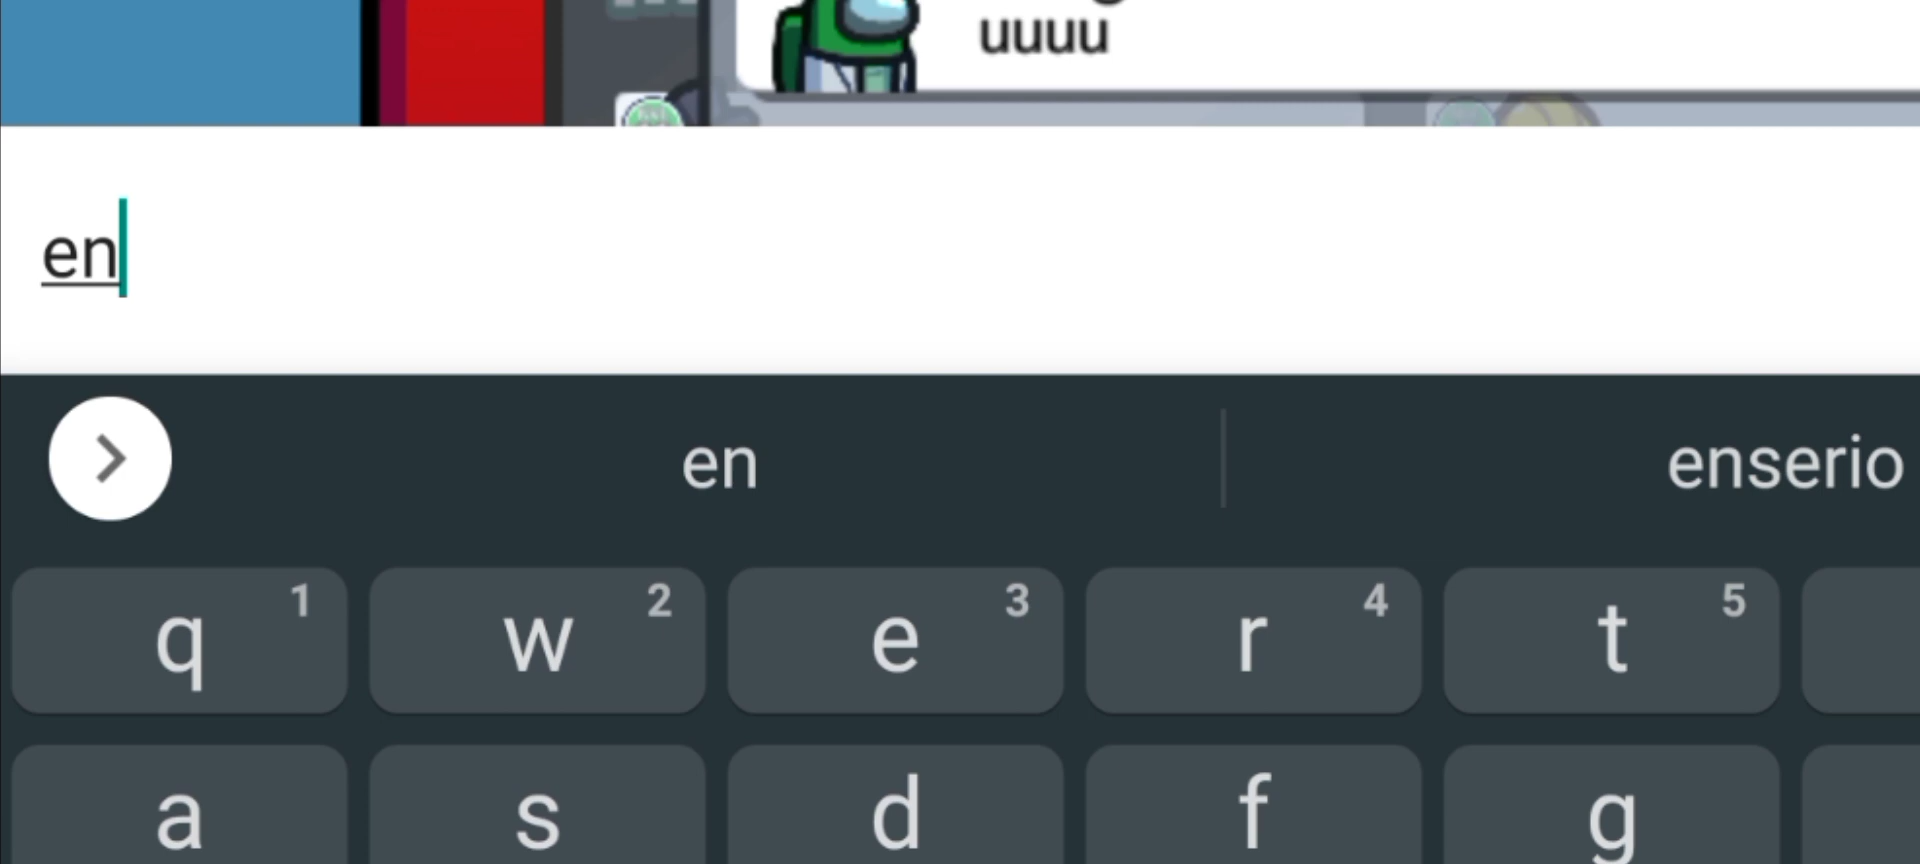 uuuu
en
en enserio
q 1 w 2 e 3 r 4 t 5
a s d f g